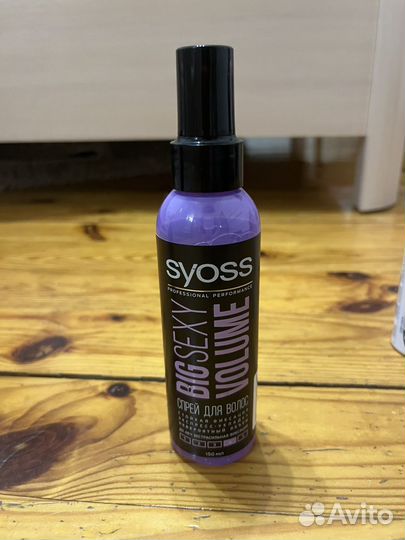 syoss
PROFESSIONAL PERFORMANCE
BIG SEXY
VOLUME
СПРЕЙ ДЛЯ ВОЛОС
150 мл
Avito